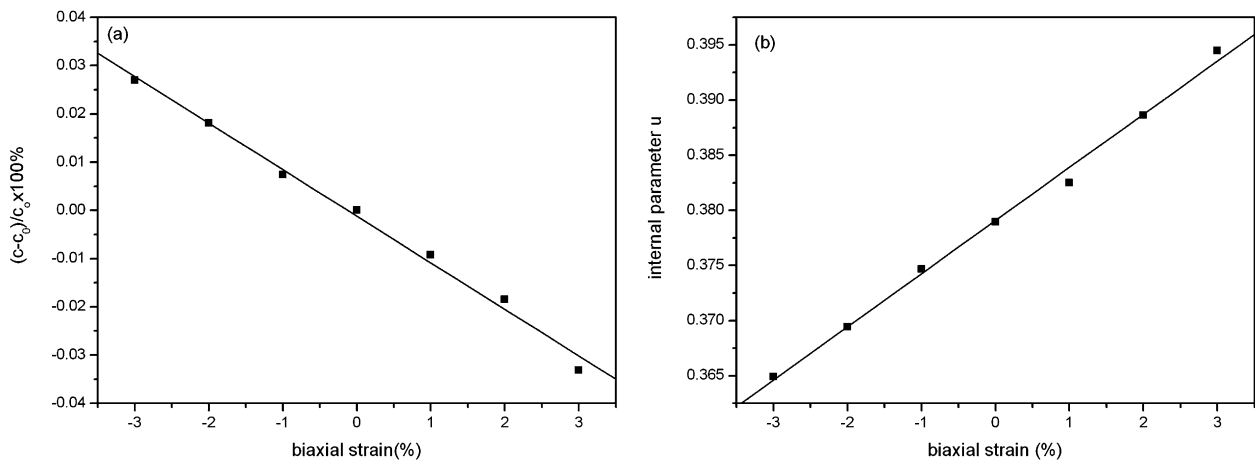 (a)
0.04
0.03
0.02
0.01
0.00
-0.01
-0.02
-0.03
-0.04
(c-c0)/cox100%
-3 -2 -1 0 1 2 3
biaxial strain(%)
(b)
0.395
0.390
0.385
0.380
0.375
0.370
0.365
internal parameter u
-3 -2 -1 0 1 2 3
biaxial strain (%)